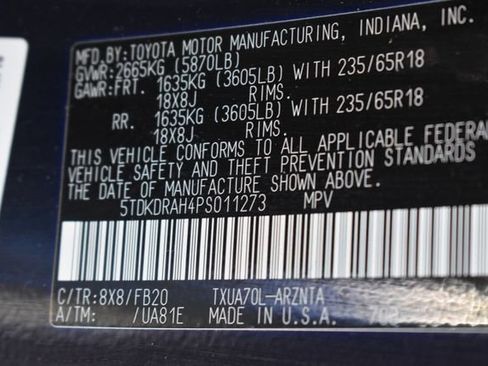 MFD.BY:TOYOTA MOTOR MANUFACTURING, INDIANA, INC.
GVWR:2665KG (5870LB)
GAWR:FRT. 1635KG (3605LB) WITH 235/65R18
18X8J RIMS.
RR. 1635KG (3605LB) WITH 235/65R18
18X8J RIMS.
THIS VEHICLE CONFORMS TO ALL APPLICABLE FEDERA
VEHICLE SAFETY AND THEFT PREVENTION STANDARDS
THE DATE OF MANUFACTURE SHOWN ABOVE.
5TDKDRAH4PS011273 MPV
C/TR:8X8/FB20 TXUA70L-ARZNTA
A/TM: /UA81E MADE IN U.S.A.